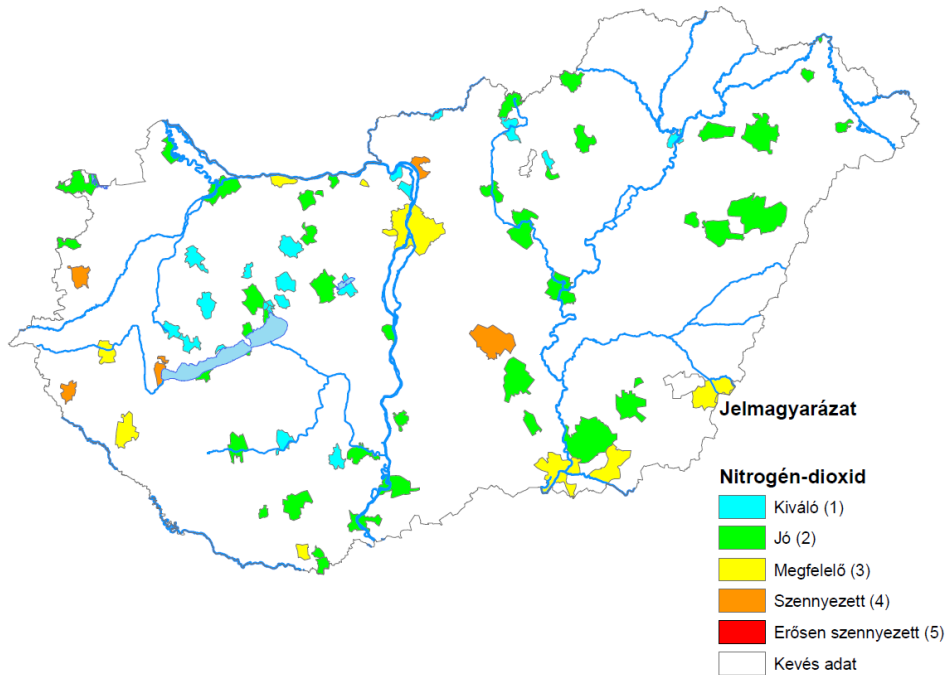 Jelmagyarázat
Nitrogén-dioxid
Kiváló (1)
Jó (2)
Megfelelő (3)
Szennyezett (4)
Erősen szennyezett (5)
Kevés adat